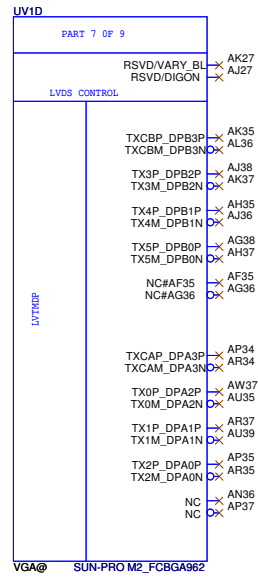 UV1D
PART 7 0F 9
RSVD/VARY_BL AK27
RSVD/DIGON AJ27
LVDS CONTROL
TXCBP_DPB3P AK35
TXCBM_DPB3N AL36
TX3P_DPB2P AJ38
TX3M_DPB2N AK37
TX4P_DPB1P AH35
TX4M_DPB1N AJ36
TX5P_DPB0P AG38
TX5M_DPB0N AH37
NC#AF35 AF35
NC#AG36 AG36
LVTMDP
TXCAP_DPA3P AP34
TXCAM_DPA3N AR34
TX0P_DPA2P AW37
TX0M_DPA2N AU35
TX1P_DPA1P AR37
TX1M_DPA1N AU39
TX2P_DPA0P AP35
TX2M_DPA0N AR35
NC AN36
NC AP37
VGA@ SUN-PRO M2_FCBGA962